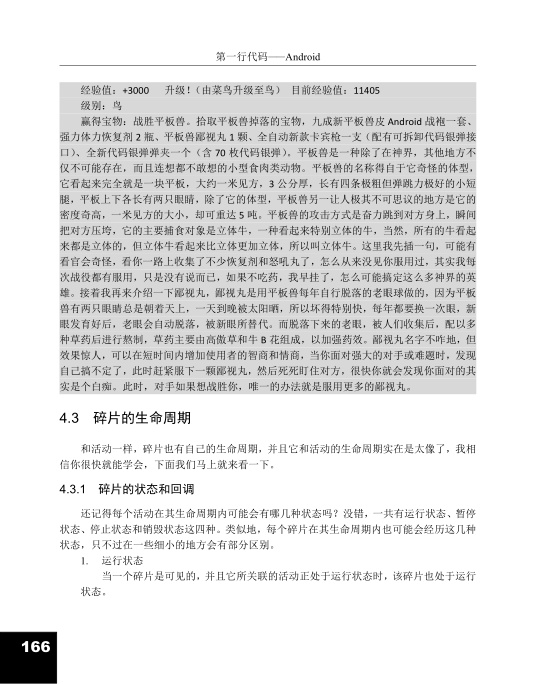 第一行代码——Android
经验值：+3000 升级！（由菜鸟升级至鸟） 目前经验值：11405
级别：鸟
赢得宝物：战胜平板兽。拾取平板兽掉落的宝物，九成新平板兽皮 Android 战袍一套、
强力体力恢复剂 2 瓶、平板兽鄙视丸 1 颗、全自动新款卡宾枪一支（配有可拆卸代码银弹接
口）、全新代码银弹弹夹一个（含 70 枚代码银弹）。平板兽是一种除了在神界，其他地方不
仅不可能存在，而且连想都不敢想的小型食肉类动物。平板兽的名称得自于它奇怪的体型，
它看起来完全就是一块平板，大约一米见方，3 公分厚，长有四条极粗但弹跳力极好的小短
腿，平板上下各长有两只眼睛，除了它的体型，平板兽另一让人极其不可思议的地方是它的
密度奇高，一米见方的大小，却可重达 5 吨。平板兽的攻击方式是奋力跳到对方身上，瞬间
把对方压垮，它的主要捕食对象是立体牛，一种看起来特别立体的牛，当然，所有的牛看起
来都是立体的，但立体牛看起来比立体更加立体，所以叫立体牛。这里我先插一句，可能有
看官会奇怪，看你一路上收集了不少恢复剂和怒吼丸了，怎么从来没见你服用过，其实我每
次战役都有服用，只是没有说而已，如果不吃药，我早挂了，怎么可能搞定这么多神界的英
雄。接着我再来介绍一下鄙视丸，鄙视丸是用平板兽每年自行脱落的老眼球做的，因为平板
兽有两只眼睛总是朝着天上，一天到晚被太阳晒，所以坏得特别快，每年都要换一次眼，新
眼发育好后，老眼会自动脱落，被新眼所替代。而脱落下来的老眼，被人们收集后，配以多
种草药后进行熬制，草药主要由高傲草和牛 B 花组成，以加强药效。鄙视丸名字不咋地，但
效果惊人，可以在短时间内增加使用者的智商和情商，当你面对强大的对手或难题时，发现
自己搞不定了，此时赶紧服下一颗鄙视丸，然后死死盯住对方，很快你就会发现你面对的其
实是个白痴。此时，对手如果想战胜你，唯一的办法就是服用更多的鄙视丸。
4.3 碎片的生命周期
和活动一样，碎片也有自己的生命周期，并且它和活动的生命周期实在是太像了，我相
信你很快就能学会，下面我们马上就来看一下。
4.3.1 碎片的状态和回调
还记得每个活动在其生命周期内可能会有哪几种状态吗？没错，一共有运行状态、暂停
状态、停止状态和销毁状态这四种。类似地，每个碎片在其生命周期内也可能会经历这几种
状态，只不过在一些细小的地方会有部分区别。
1. 运行状态
当一个碎片是可见的，并且它所关联的活动正处于运行状态时，该碎片也处于运行
状态。
166